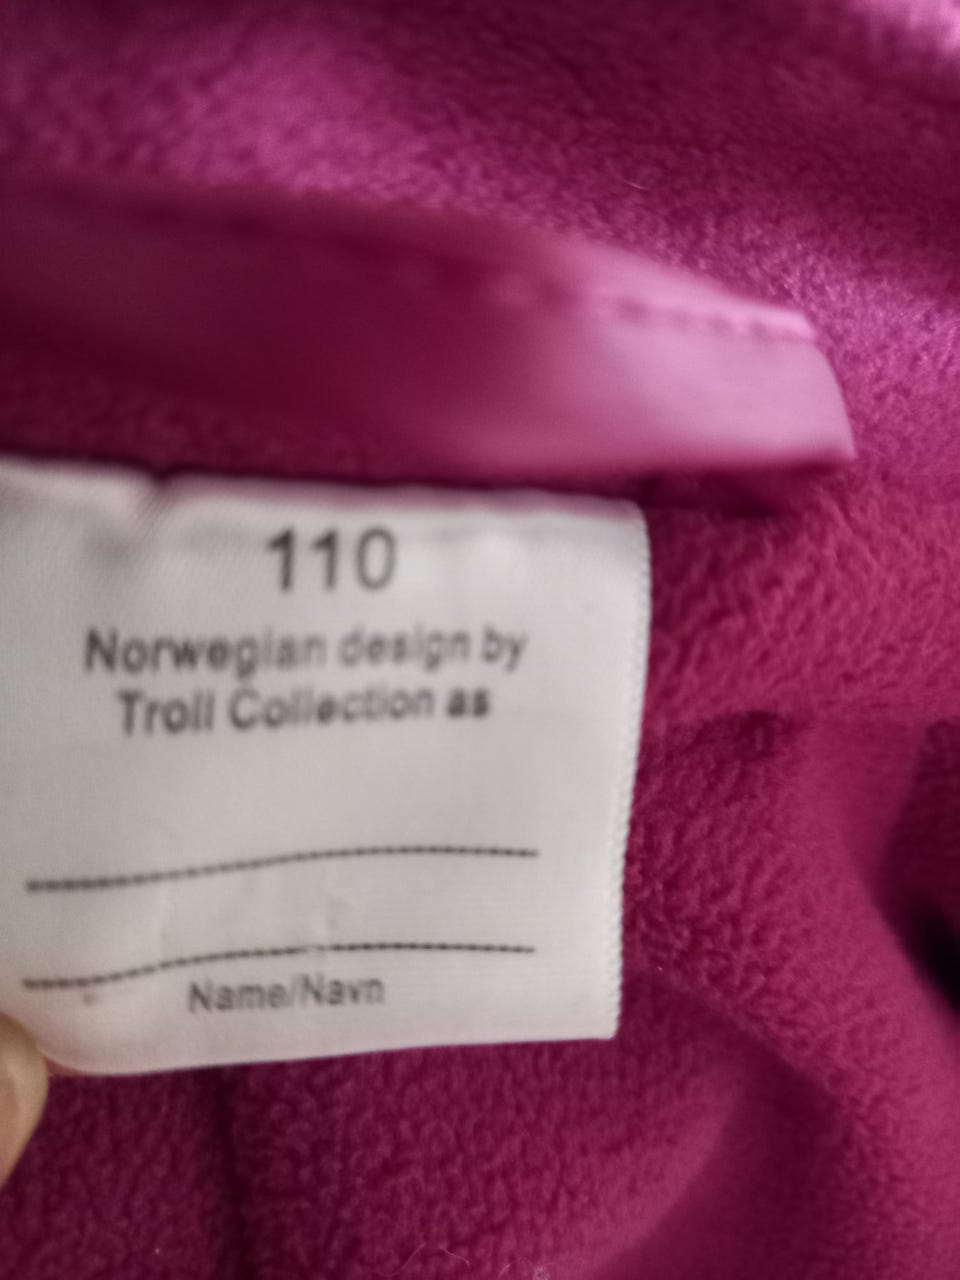 110
Norwegian design by
Troll Collection as
Name/Navn